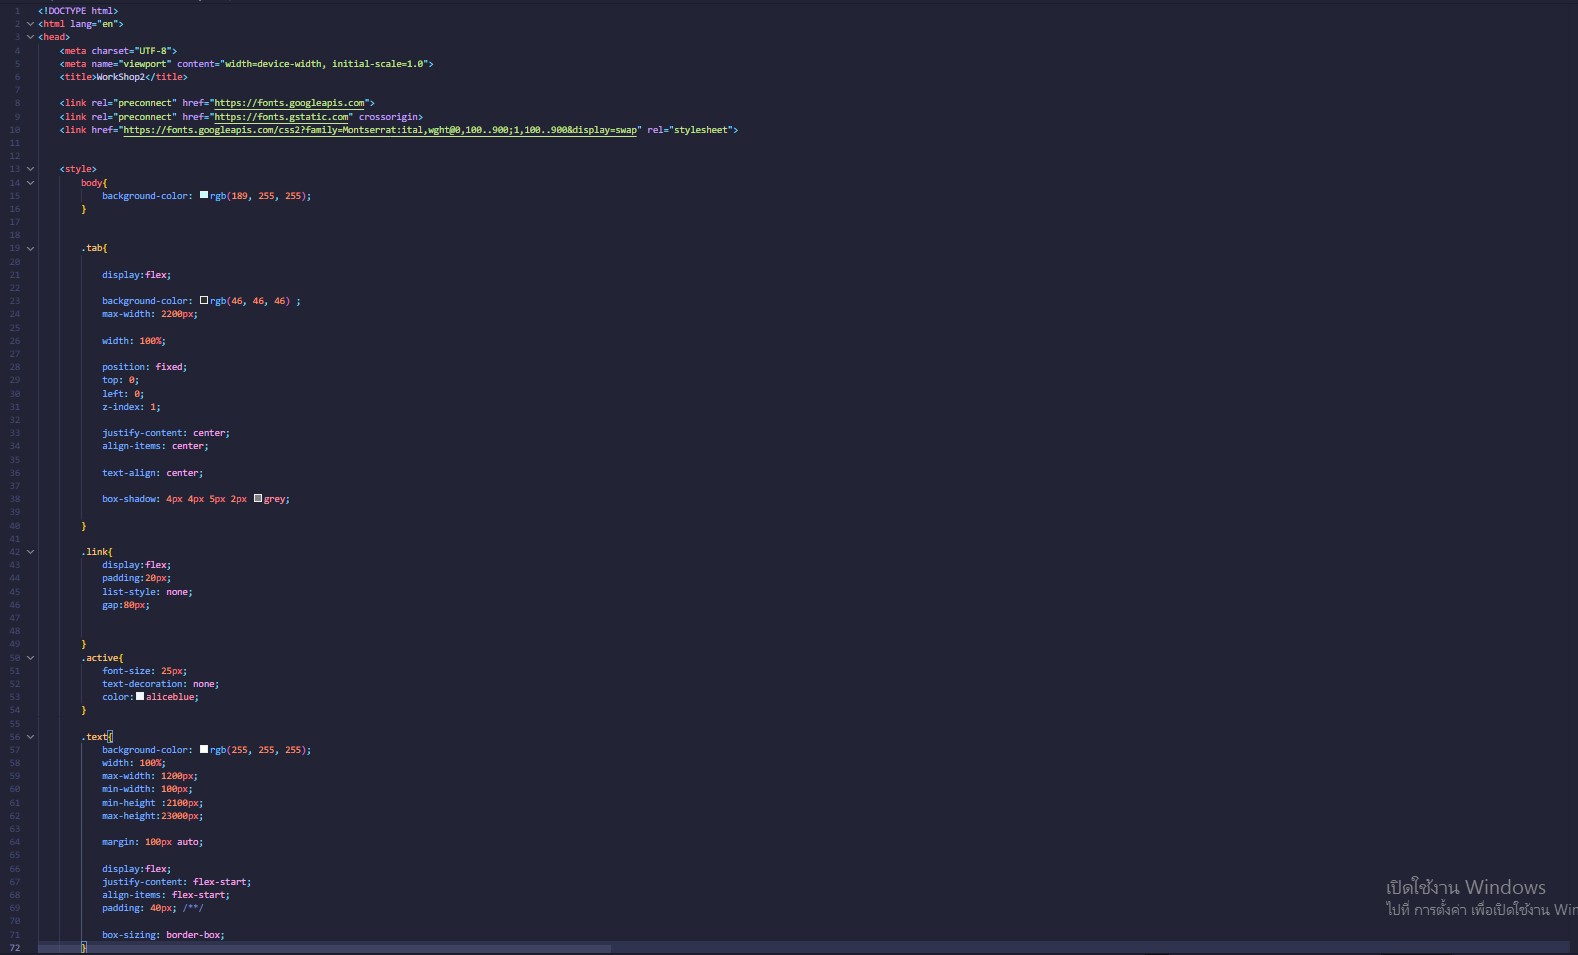 1 <!DOCTYPE html>
2 <html lang="en">
3 <head>
4 <meta charset="UTF-8">
5 <meta name="viewport" content="width=device-width, initial-scale=1.0">
6 <title>WorkShop2</title>
7
8 <link rel="preconnect" href="https://fonts.googleapis.com">
9 <link rel="preconnect" href="https://fonts.gstatic.com" crossorigin>
10 <link href="https://fonts.googleapis.com/css2?family=Montserrat:ital,wght@0,100..900;1,100..900&display=swap" rel="stylesheet">
11
12
13 <style>
14 body{
15 background-color: rgb(189, 255, 255);
16 }
17
18
19 .tab{
20
21 display:flex;
22
23 background-color: rgb(46, 46, 46) ;
24 max-width: 2200px;
25
26 width: 100%;
27
28 position: fixed;
29 top: 0;
30 left: 0;
31 z-index: 1;
32
33 justify-content: center;
34 align-items: center;
35
36 text-align: center;
37
38 box-shadow: 4px 4px 5px 2px grey;
39
40 }
41
42 .link{
43 display:flex;
44 padding:20px;
45 list-style: none;
46 gap:80px;
47
48
49 }
50 .active{
51 font-size: 25px;
52 text-decoration: none;
53 color: aliceblue;
54 }
55
56 .text{
57 background-color: rgb(255, 255, 255);
58 width: 100%;
59 max-width: 1200px;
60 min-width: 100px;
61 min-height :2100px;
62 max-height:23000px;
63
64 margin: 100px auto;
65
66 display:flex;
67 justify-content: flex-start;
68 align-items: flex-start;
69 padding: 40px; /**/
70
71 box-sizing: border-box;
72 }
เปิดใช้งาน Windows
ไปที่ การตั้งค่า เพื่อเปิดใช้งาน Win